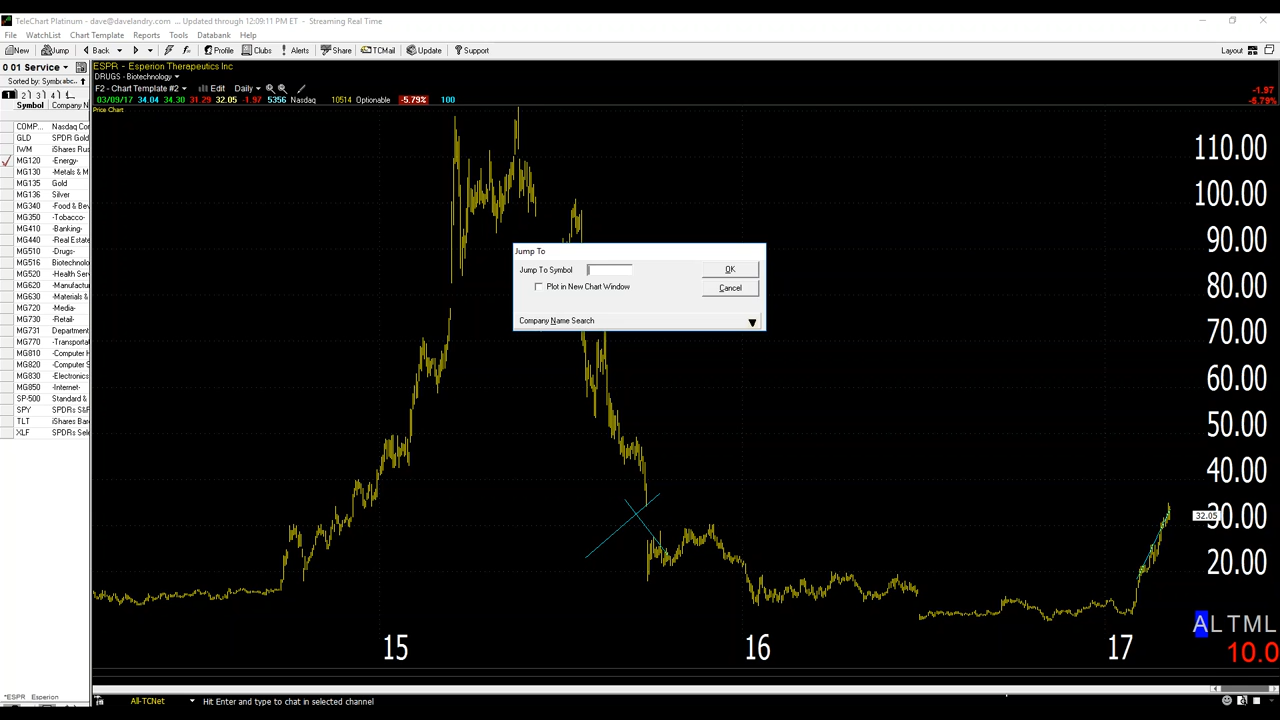 TeleChart Platinum - dave@davelandry.com ... Updated through 12:09:11 PM ET - Streaming Real Time
File WatchList Chart Template Reports Tools Databank Help
New Jump Back Profile Clubs Alerts Share TCMail Update Support Layout
0 01 Service ESPR - Esperion Therapeutics Inc
DRUGS - Biotechnology
Sorted by: Symb abc..
F2 - Chart Template #2 Edit Daily
1 2 3 4
03/09/17 34.04 34.30 31.29 32.05 -1.97 5356 Nasdaq 10514 Optionable -5.79% 100
-1.97
-5.79%
Symbol Company N
Price Chart
COMP... Nasdaq Cor
GLD SPDR Gold
IWM iShares Rus
MG120 -Energy-
MG130 -Metals & M
MG135 Gold
MG136 Silver
MG340 -Food & Bev
MG350 -Tobacco-
MG410 -Banking-
MG440 -Real Estate
MG510 -Drugs-
MG516 Biotechnolo
MG520 -Health Serv
MG620 -Manufactur
MG630 -Materials &
MG720 -Media-
MG730 -Retail-
MG731 Department
MG770 -Transportal
MG810 -Computer H
MG820 -Computer S
MG830 -Electronics
MG850 -Internet-
SP-500 Standard &
SPY SPDRs S&P
TLT iShares Bar
XLF SPDRs Sele
Jump To
Jump To Symbol OK
Plot in New Chart Window Cancel
Company Name Search
110.00
100.00
90.00
80.00
70.00
60.00
50.00
40.00
32.05 30.00
20.00
ALTML
10.0
15 16 17
*ESPR Esperion
All-TCNet Hit Enter and type to chat in selected channel